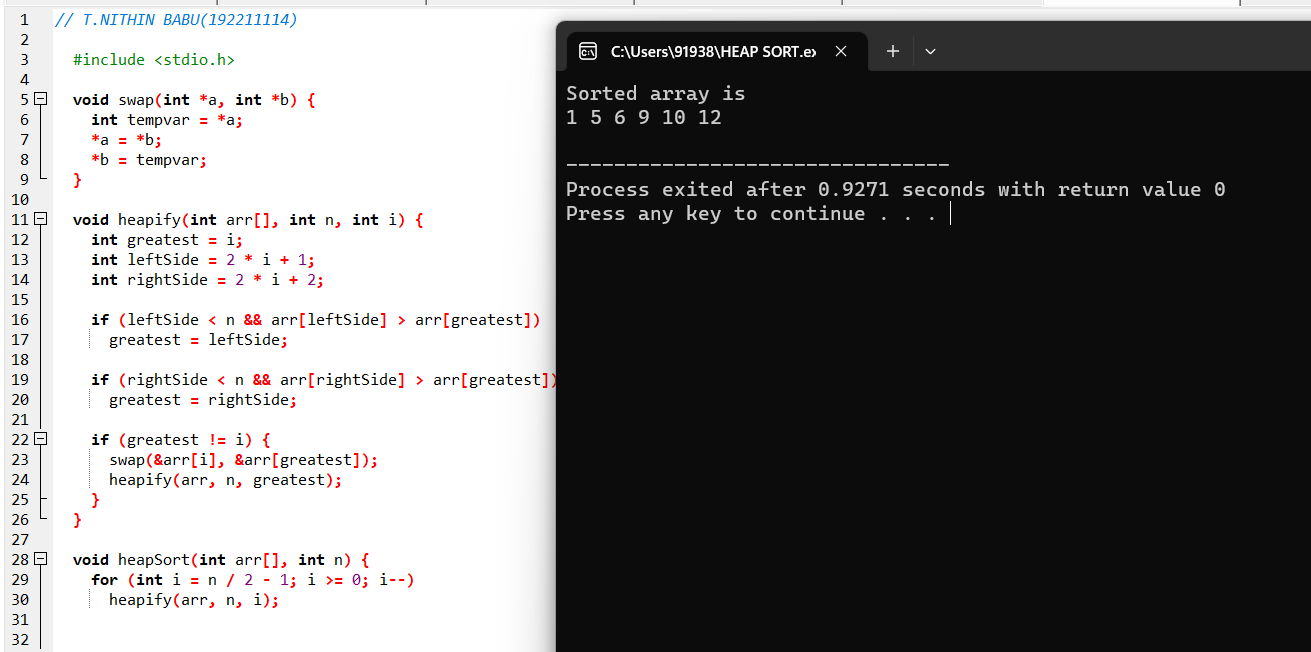 1 // T.NITHIN BABU(192211114)
2
3 #include <stdio.h>
4
5 void swap(int *a, int *b) {
6 int tempvar = *a;
7 *a = *b;
8 *b = tempvar;
9 }
10
11 void heapify(int arr[], int n, int i) {
12 int greatest = i;
13 int leftSide = 2 * i + 1;
14 int rightSide = 2 * i + 2;
15
16 if (leftSide < n && arr[leftSide] > arr[greatest])
17 greatest = leftSide;
18
19 if (rightSide < n && arr[rightSide] > arr[greatest])
20 greatest = rightSide;
21
22 if (greatest != i) {
23 swap(&arr[i], &arr[greatest]);
24 heapify(arr, n, greatest);
25 }
26 }
27
28 void heapSort(int arr[], int n) {
29 for (int i = n / 2 - 1; i >= 0; i--)
30 heapify(arr, n, i);
31
32
C:\Users\91938\HEAP SORT.ex
Sorted array is
1 5 6 9 10 12
--------------------------------
Process exited after 0.9271 seconds with return value 0
Press any key to continue . . .